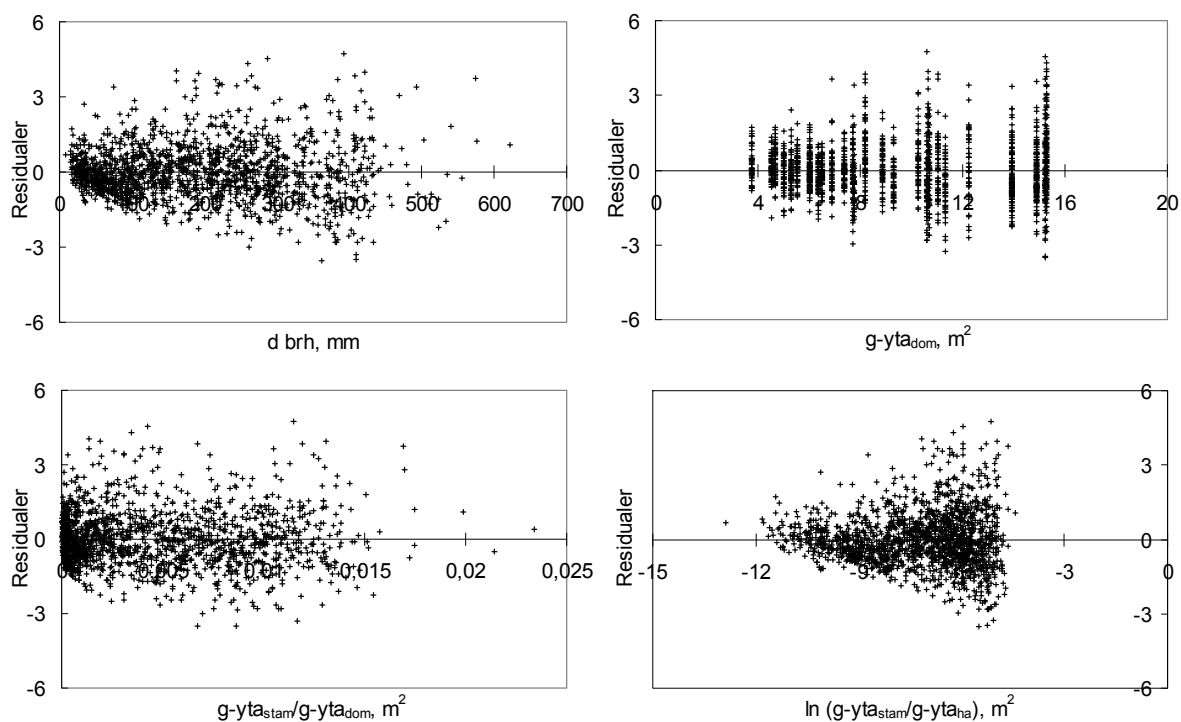 6
3
0
-3
-6
Residualer
0 100 200 300 400 500 600 700
d brh, mm
6
3
0
-3
-6
Residualer
0 4 8 12 16 20
g-yta_dom, m²
6
3
0
-3
-6
Residualer
0 0,005 0,01 0,015 0,02 0,025
g-yta_stam/g-yta_dom, m²
6
3
0
-3
-6
Residualer
-15 -12 -9 -3 0
ln (g-yta_stam/g-yta_ha), m²